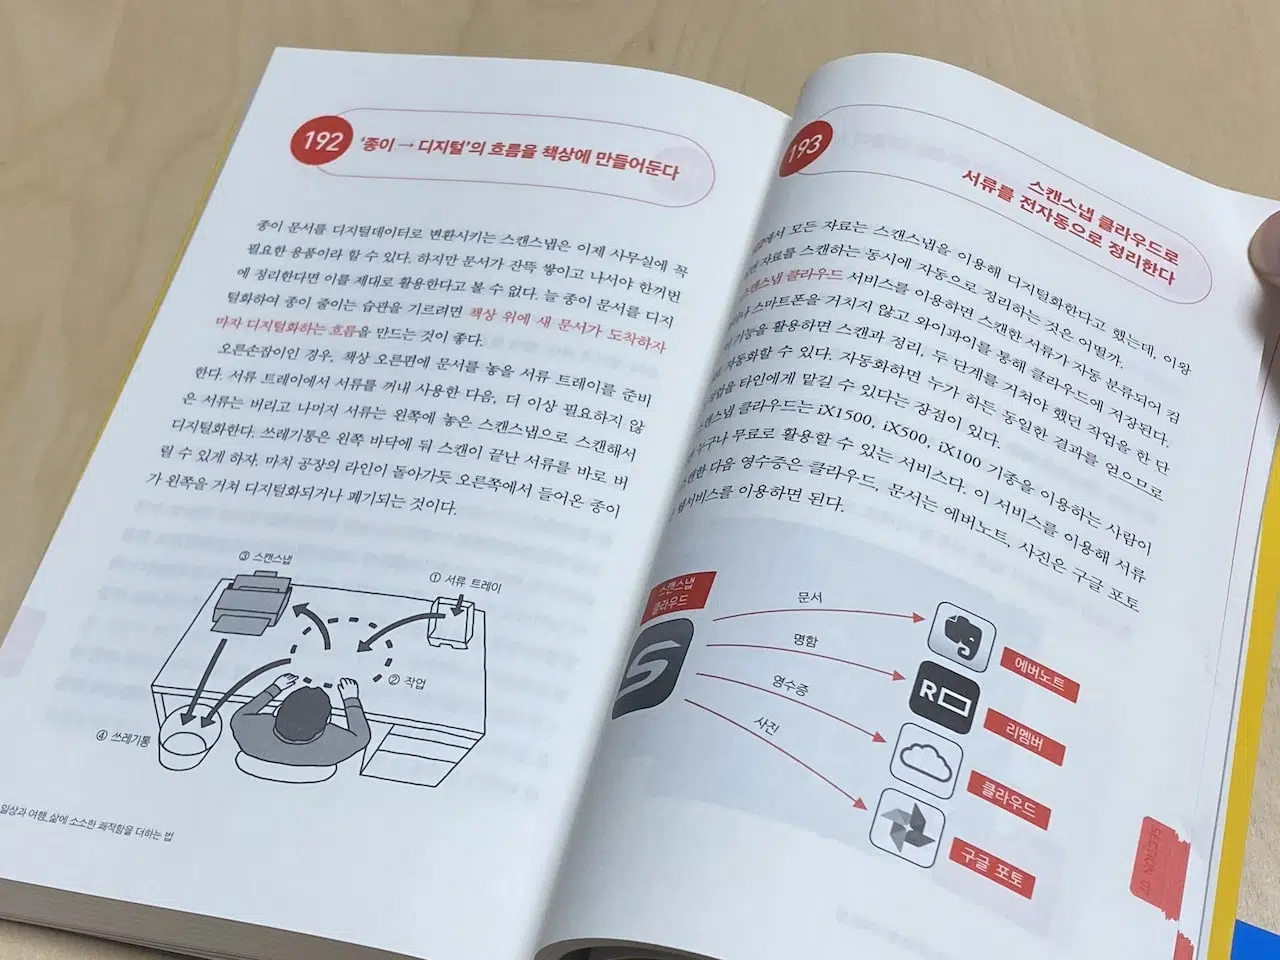 192
‘종이 → 디지털’의 흐름을 책상에 만들어둔다
종이 문서를 디지털데이터로 변환시키는 스캔스냅은 이제 사무실에 꼭
필요한 용품이라 할 수 있다. 하지만 문서가 잔뜩 쌓이고 나서야 한꺼번
에 정리한다면 이를 제대로 활용한다고 볼 수 없다. 늘 종이 문서를 디지
털화하여 종이 줄이는 습관을 기르려면 책상 위에 새 문서가 도착하자
마자 디지털화하는 흐름을 만드는 것이 좋다.
오른손잡이인 경우, 책상 오른편에 문서를 놓을 서류 트레이를 준비
한다. 서류 트레이에서 서류를 꺼내 사용한 다음, 더 이상 필요하지 않
은 서류는 버리고 나머지 서류는 왼쪽에 놓은 스캔스냅으로 스캔해서
디지털화한다. 쓰레기통은 왼쪽 바닥에 둬 스캔이 끝난 서류를 바로 버
릴 수 있게 하자. 마치 공장의 라인이 돌아가듯 오른쪽에서 들어온 종이
가 왼쪽을 거쳐 디지털화되거나 폐기되는 것이다.
③ 스캔스냅
① 서류 트레이
② 작업
④ 쓰레기통
일상과 여행_삶에 소소한 쾌적함을 더하는 법
193
스캔스냅 클라우드로
서류를 전자동으로 정리한다
모든 자료는 스캔스냅을 이용해 디지털화한다고 했는데, 이왕
자료를 스캔하는 동시에 자동으로 정리하는 것은 어떨까.
스캔스냅 클라우드 서비스를 이용하면 스캔한 서류가 자동 분류되어 컴
스마트폰을 거치지 않고 와이파이를 통해 클라우드에 저장된다.
기능을 활용하면 스캔과 정리, 두 단계를 거쳐야 했던 작업을 한 단
자동화할 수 있다. 자동화하면 누가 하든 동일한 결과를 얻으므로
타인에게 맡길 수 있다는 장점이 있다.
스캔스냅 클라우드는 iX1500, iX500, iX100 기종을 이용하는 사람이
누구나 무료로 활용할 수 있는 서비스다. 이 서비스를 이용해 서류
다음 영수증은 클라우드, 문서는 에버노트, 사진은 구글 포토
이용하면 된다.
스캔스냅
클라우드
S
문서
에버노트
명함
R
리멤버
영수증
클라우드
사진
구글 포토
SECTION 07